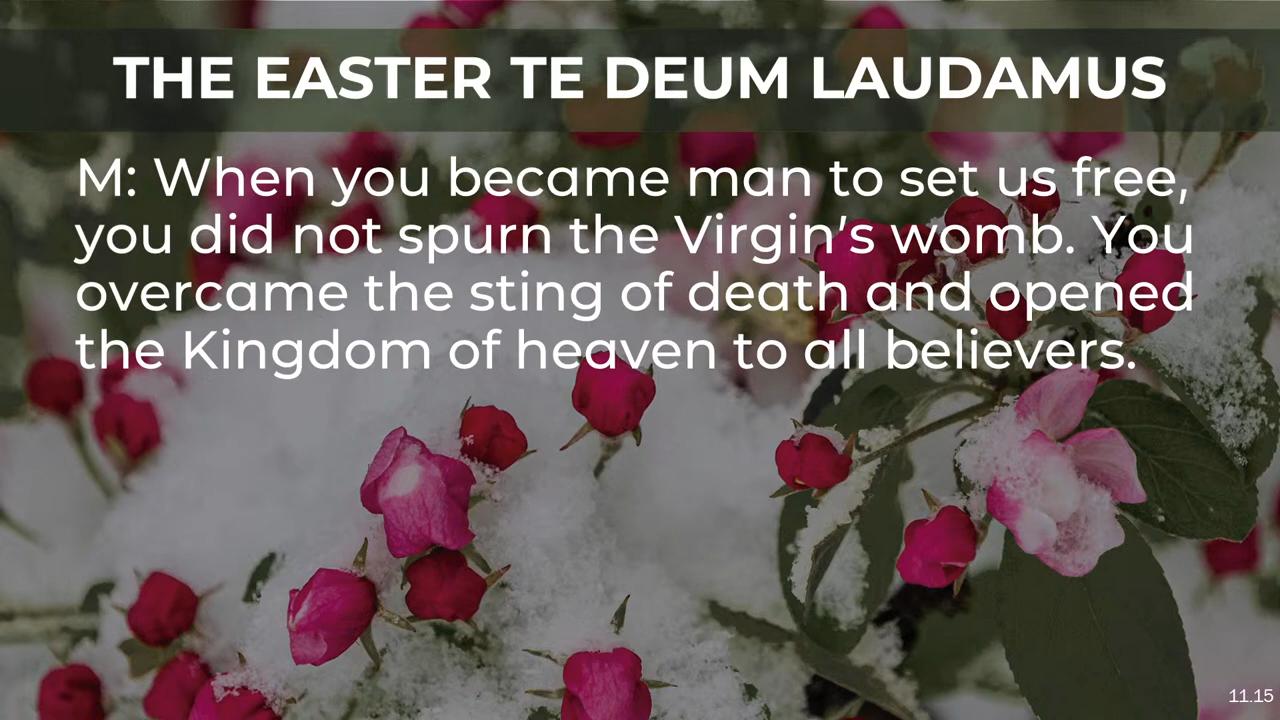 THE EASTER TE DEUM LAUDAMUS
M: When you became man to set us free,
you did not spurn the Virgin’s womb. You
overcame the sting of death and opened
the Kingdom of heaven to all believers.
11.15